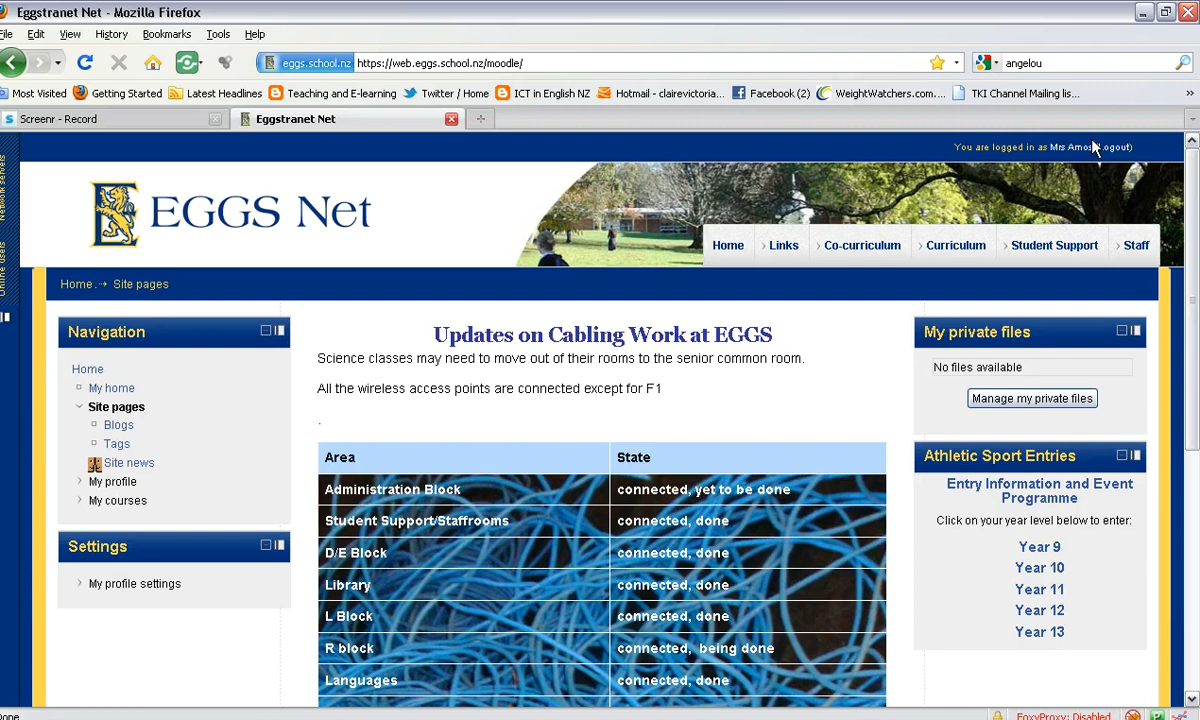 Eggstranet Net - Mozilla Firefox
File Edit View History Bookmarks Tools Help
eggs.school.nz https://web.eggs.school.nz/moodle/ angelou
Most Visited Getting Started Latest Headlines Teaching and E-learning Twitter / Home ICT in English NZ Hotmail - clairevictoria... Facebook (2) WeightWatchers.com... TKI Channel Mailing lis... »
Screenr - Record Eggstranet Net
You are logged in as Mrs Amos Logout)
Network servers
Online users
EGGS Net
Home Links Co-curriculum Curriculum Student Support Staff
Home Site pages
Navigation
Home
My home
Site pages
Blogs
Tags
Site news
My profile
My courses
Settings
My profile settings
Updates on Cabling Work at EGGS
Science classes may need to move out of their rooms to the senior common room.
All the wireless access points are connected except for F1
.
Area State
Administration Block connected, yet to be done
Student Support/Staffrooms connected, done
D/E Block connected, done
Library connected, done
L Block connected, done
R block connected, being done
Languages connected, done
My private files
No files available
Manage my private files
Athletic Sport Entries
Entry Information and Event
Programme
Click on your year level below to enter:
Year 9
Year 10
Year 11
Year 12
Year 13
Done FoxyProxy: Disabled